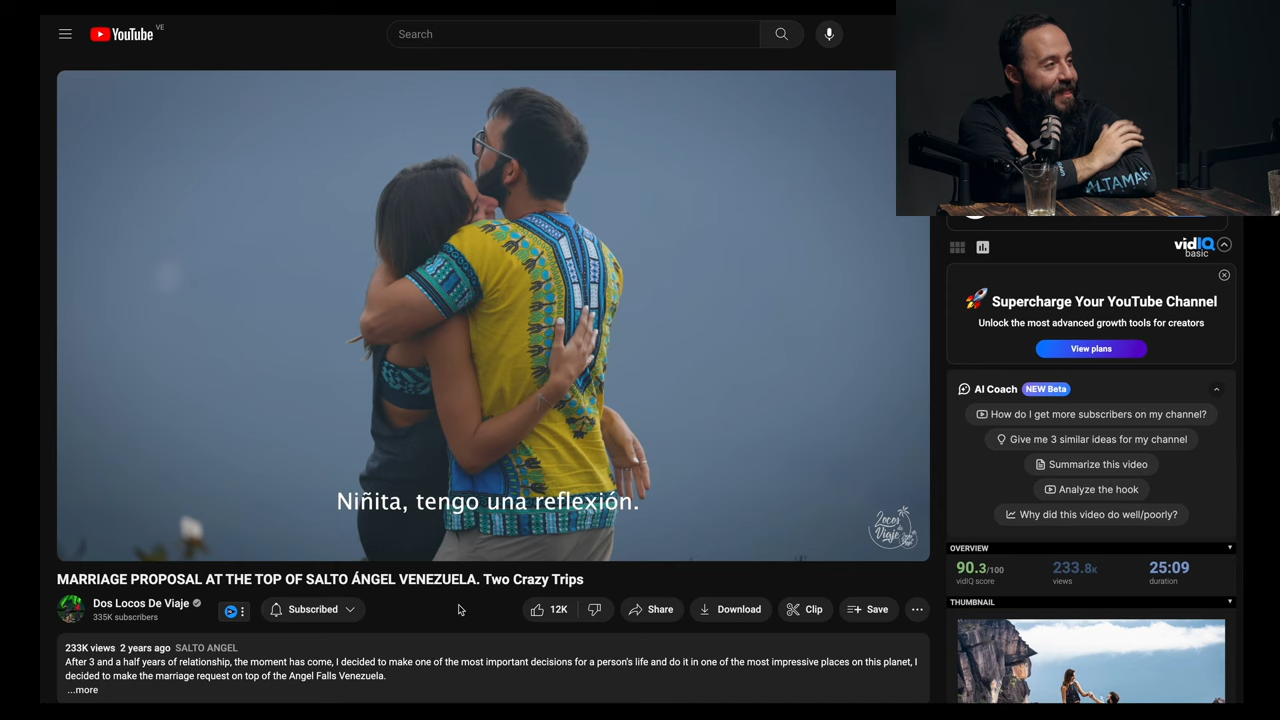 YouTube VE
Search
ALTAMAR
Niñita, tengo una reflexión.
Locos de Viaje
vidIQ
basic
Supercharge Your YouTube Channel
Unlock the most advanced growth tools for creators
View plans
AI Coach NEW Beta
How do I get more subscribers on my channel?
Give me 3 similar ideas for my channel
Summarize this video
Analyze the hook
Why did this video do well/poorly?
OVERVIEW
90.3/100 233.8K 25:09
vidIQ score views duration
THUMBNAIL
MARRIAGE PROPOSAL AT THE TOP OF SALTO ÁNGEL VENEZUELA. Two Crazy Trips
Dos Locos De Viaje
335K subscribers
Subscribed
12K
Share
Download
Clip
Save
233K views 2 years ago SALTO ANGEL
After 3 and a half years of relationship, the moment has come, I decided to make one of the most important decisions for a person's life and do it in one of the most impressive places on this planet, I
decided to make the marriage request on top of the Angel Falls Venezuela.
...more